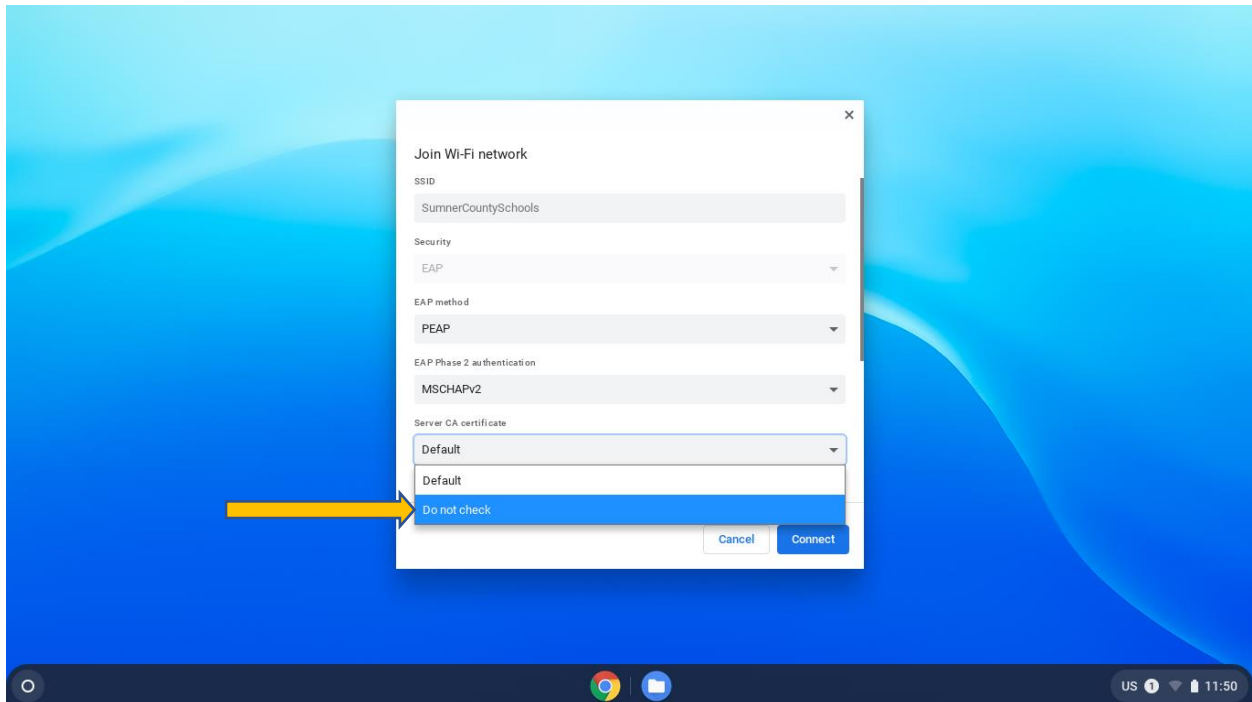 Join Wi-Fi network
SSID
SumnerCountySchools
Security
EAP
EAP method
PEAP
EAP Phase 2 authentication
MSCHAPv2
Server CA certificate
Default
Default
Do not check
Cancel Connect
US 1 11:50